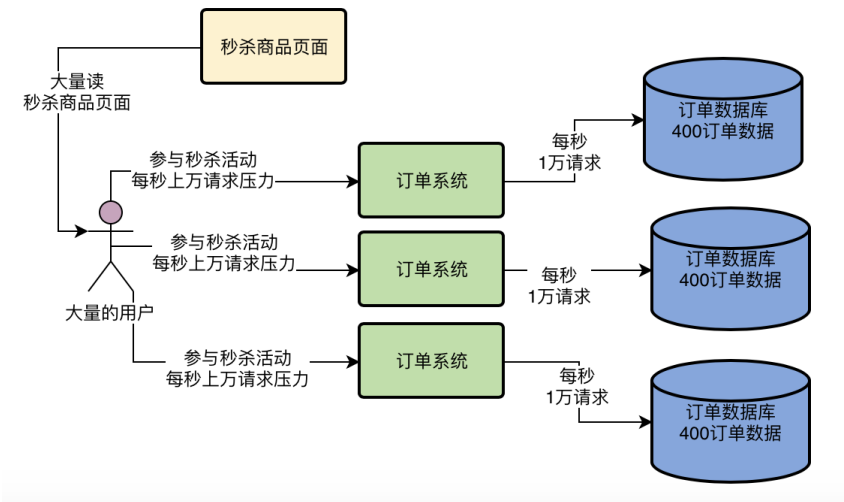 秒杀商品页面
大量读
秒杀商品页面
参与秒杀活动
每秒上万请求压力
订单系统
每秒
1万请求
订单数据库
400订单数据
参与秒杀活动
每秒上万请求压力
订单系统
每秒
1万请求
订单数据库
400订单数据
大量的用户
参与秒杀活动
每秒上万请求压力
订单系统
每秒
1万请求
订单数据库
400订单数据